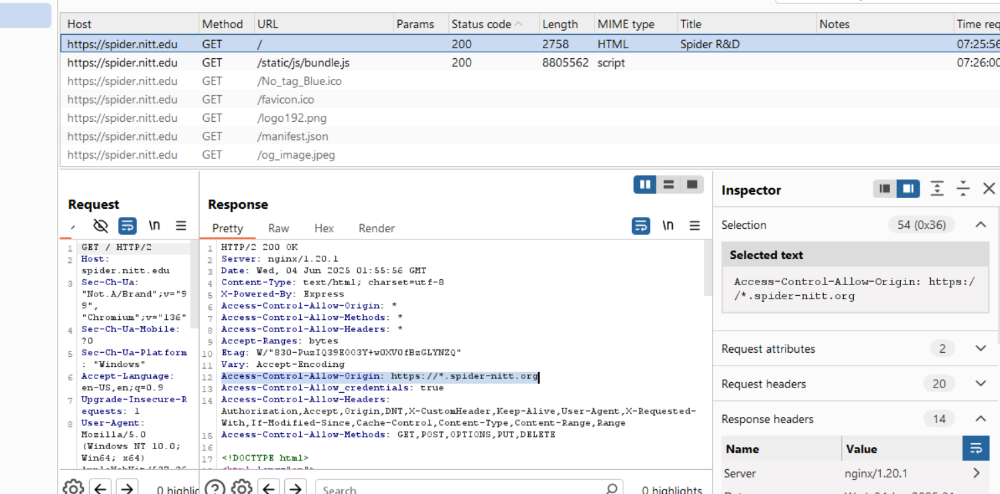 Host Method URL Params Status code Length MIME type Title Notes Time req
https://spider.nitt.edu GET / 200 2758 HTML Spider R&D 07:25:56
https://spider.nitt.edu GET /static/js/bundle.js 200 8805562 script 07:26:00
https://spider.nitt.edu GET /No_tag_Blue.ico
https://spider.nitt.edu GET /favicon.ico
https://spider.nitt.edu GET /logo192.png
https://spider.nitt.edu GET /manifest.json
https://spider.nitt.edu GET /og_image.jpeg
Request
\n
1 GET / HTTP/2
2 Host:
spider.nitt.edu
3 Sec-Ch-Ua:
"Not.A/Brand";v="9
9",
"Chromium";v="136"
4 Sec-Ch-Ua-Mobile:
?0
5 Sec-Ch-Ua-Platform
: "Windows"
6 Accept-Language:
en-US,en;q=0.9
7 Upgrade-Insecure-R
equests: 1
8 User-Agent:
Mozilla/5.0
(Windows NT 10.0;
Win64; x64)
0 highlig
Response
Pretty Raw Hex Render
\n
1 HTTP/2 200 OK
2 Server: nginx/1.20.1
3 Date: Wed, 04 Jun 2025 01:55:56 GMT
4 Content-Type: text/html; charset=utf-8
5 X-Powered-By: Express
6 Access-Control-Allow-Origin: *
7 Access-Control-Allow-Methods: *
8 Access-Control-Allow-Headers: *
9 Accept-Ranges: bytes
10 Etag: W/"830-PuzIQ39E003Y+w0XV0fBzGLYNZQ"
11 Vary: Accept-Encoding
12 Access-Control-Allow-Origin: https://*.spider-nitt.org
13 Access-Control-Allow_credentials: true
14 Access-Control-Allow-Headers:
Authorization,Accept,Origin,DNT,X-CustomHeader,Keep-Alive,User-Agent,X-Requested-
With,If-Modified-Since,Cache-Control,Content-Type,Content-Range,Range
15 Access-Control-Allow-Methods: GET,POST,OPTIONS,PUT,DELETE
16
17 <!DOCTYPE html>
Search
0 highlights
Inspector
Selection 54 (0x36)
Selected text
Access-Control-Allow-Origin: https:/
/*.spider-nitt.org
Request attributes 2
Request headers 20
Response headers 14
Name Value
Server nginx/1.20.1